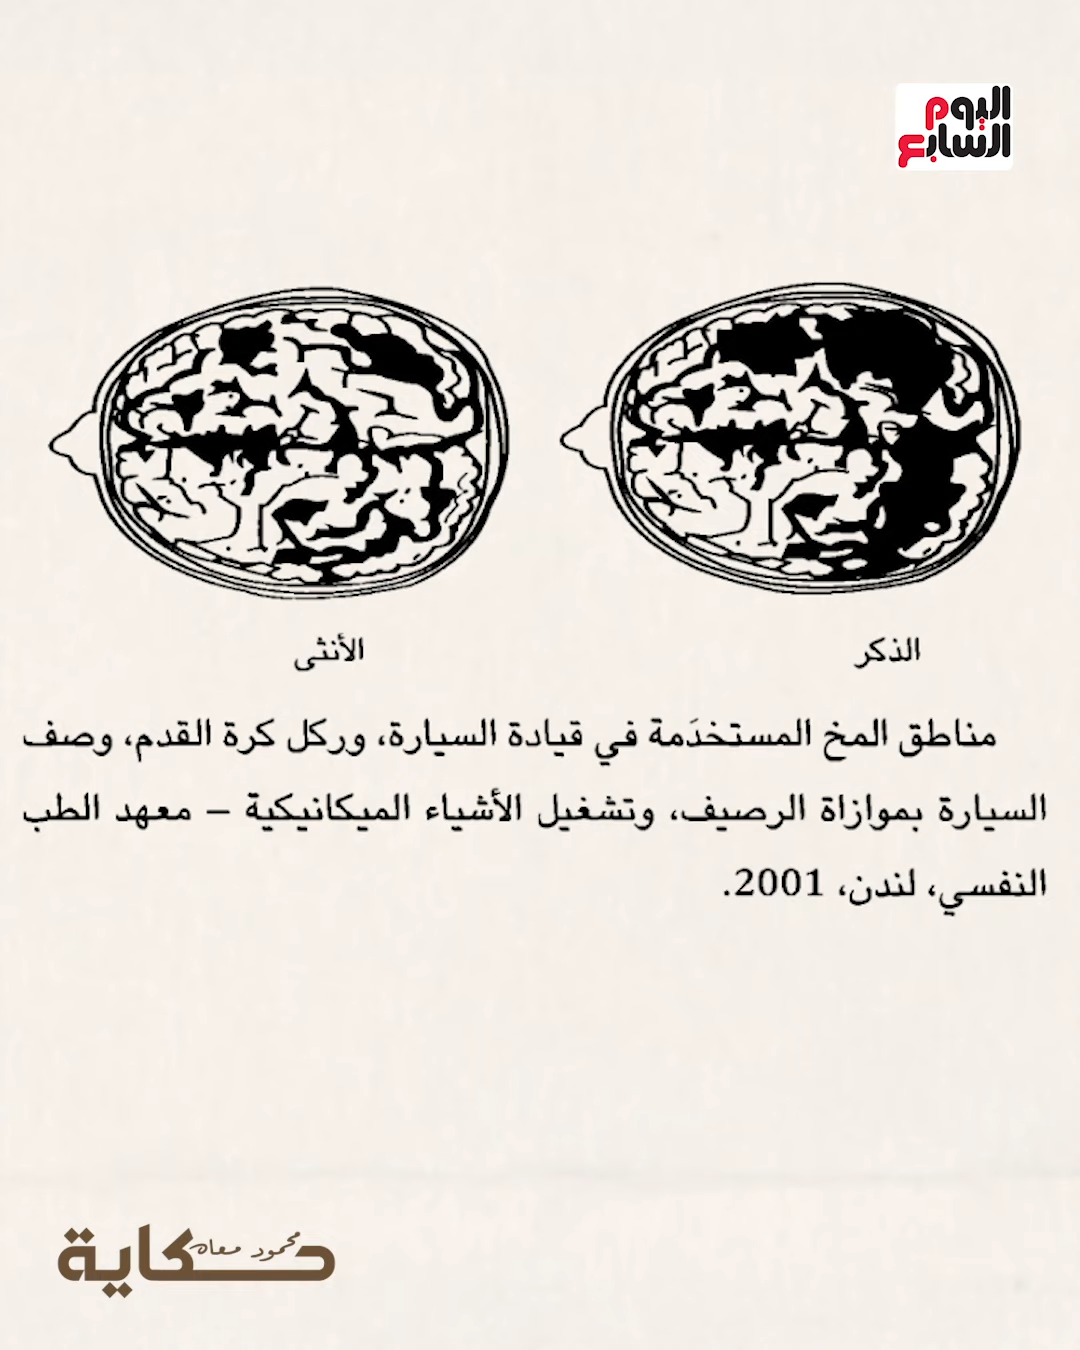 اليوم
السابع
الذكر
الأنثى
مناطق المخ المستخدَمة في قيادة السيارة، وركل كرة القدم، وصف
السيارة بموازاة الرصيف، وتشغيل الأشياء الميكانيكية – معهد الطب
النفسي، لندن، 2001.
حكاية
محمود معاه